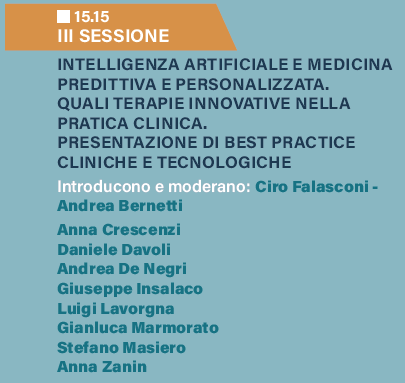 15.15
III SESSIONE
INTELLIGENZA ARTIFICIALE E MEDICINA
PREDITTIVA E PERSONALIZZATA.
QUALI TERAPIE INNOVATIVE NELLA
PRATICA CLINICA.
PRESENTAZIONE DI BEST PRACTICE
CLINICHE E TECNOLOGICHE
Introducono e moderano: Ciro Falasconi -
Andrea Bernetti
Anna Crescenzi
Daniele Davoli
Andrea De Negri
Giuseppe Insalaco
Luigi Lavorgna
Gianluca Marmorato
Stefano Masiero
Anna Zanin